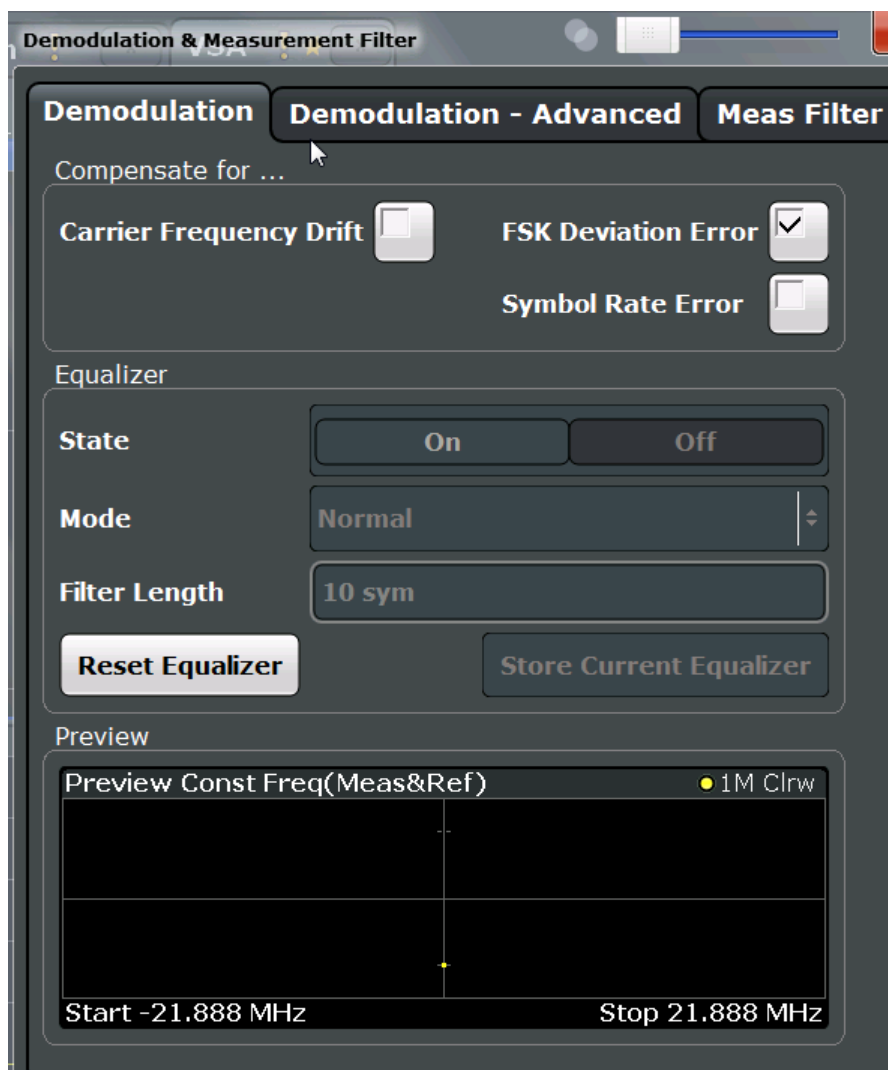 Demodulation & Measurement Filter
Demodulation
Demodulation - Advanced
Meas Filter
Compensate for ...
Carrier Frequency Drift
FSK Deviation Error
Symbol Rate Error
Equalizer
State
On
Off
Mode
Normal
Filter Length
10 sym
Reset Equalizer
Store Current Equalizer
Preview
Preview Const Freq(Meas&Ref)
1M Clrw
Start -21.888 MHz
Stop 21.888 MHz